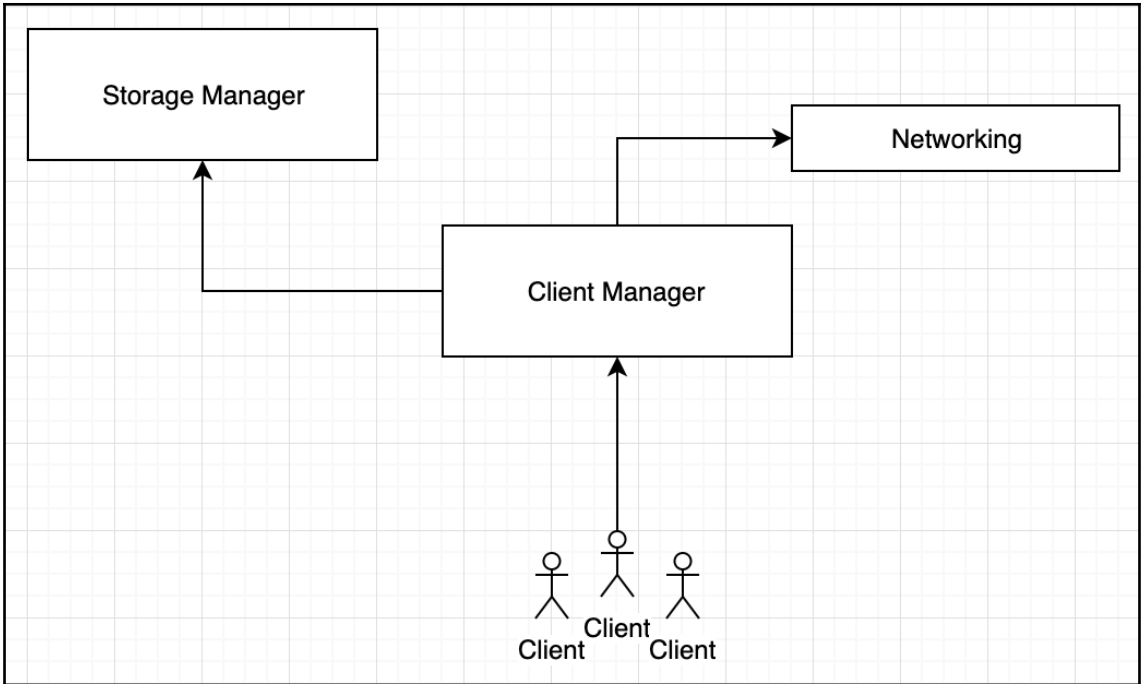 Storage Manager
Networking
Client Manager
Client
Client
Client